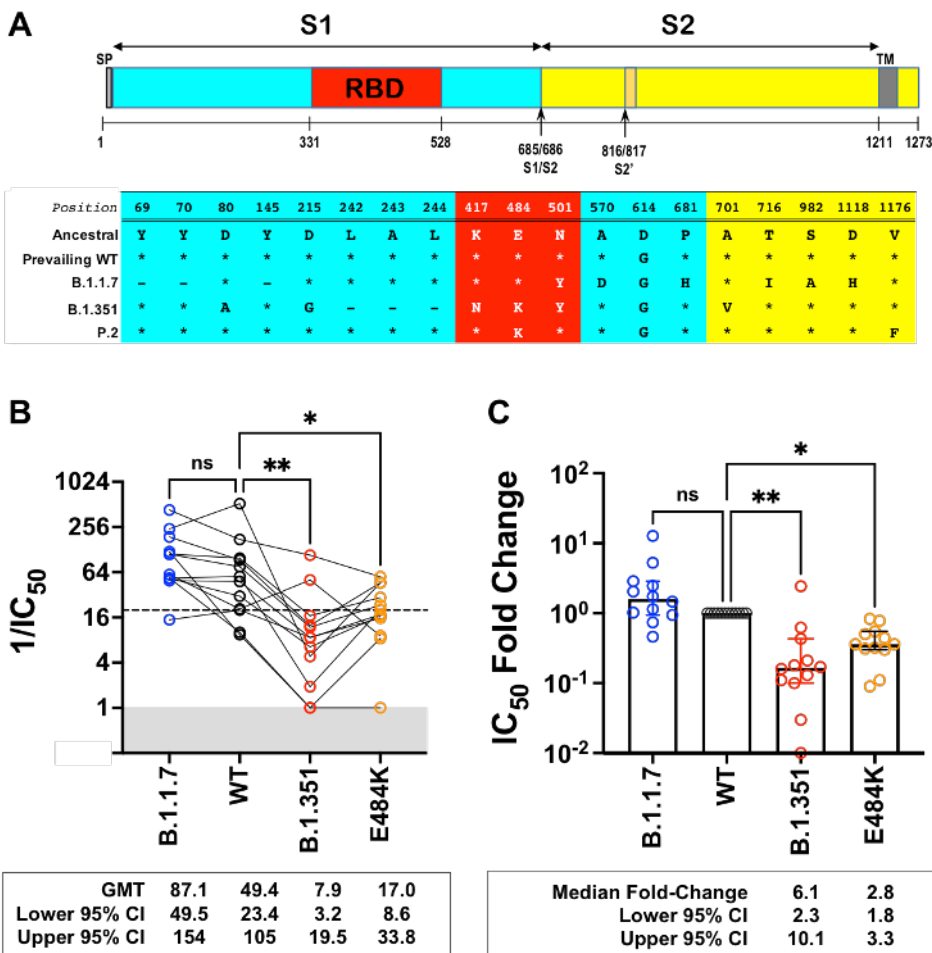 A
S1 S2
SP TM
RBD
1 331 528 685/686 816/817 1211 1273
S1/S2 S2'
Position 69 70 80 145 215 242 243 244 417 484 501 570 614 681 701 716 982 1118 1176
Ancestral Y Y D Y D L A L K E N A D P A T S D V
Prevailing WT * * * * * * * * * * * * G * * * * * *
B.1.1.7 – – * – * * * * * * Y D G H * I A H *
B.1.351 * * A * G – – – N K Y * G * V * * * *
P.2 * * * * * * * * * K * * G * * * * * F
B
*
ns **
1024
256
64
16
4
1
1/IC50
B.1.1.7 WT B.1.351 E484K
GMT 87.1 49.4 7.9 17.0
Lower 95% CI 49.5 23.4 3.2 8.6
Upper 95% CI 154 105 19.5 33.8
C
*
ns **
10^2
10^1
10^0
10^-1
10^-2
IC50 Fold Change
B.1.1.7 WT B.1.351 E484K
Median Fold-Change 6.1 2.8
Lower 95% CI 2.3 1.8
Upper 95% CI 10.1 3.3